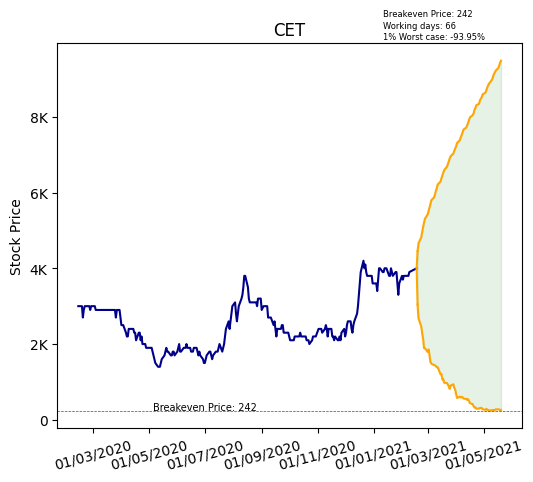 Breakeven Price: 242
Working days: 66
1% Worst case: -93.95%
CET
Stock Price
8K
6K
4K
2K
0
Breakeven Price: 242
01/03/2020 01/05/2020 01/07/2020 01/09/2020 01/11/2020 01/01/2021 01/03/2021 01/05/2021